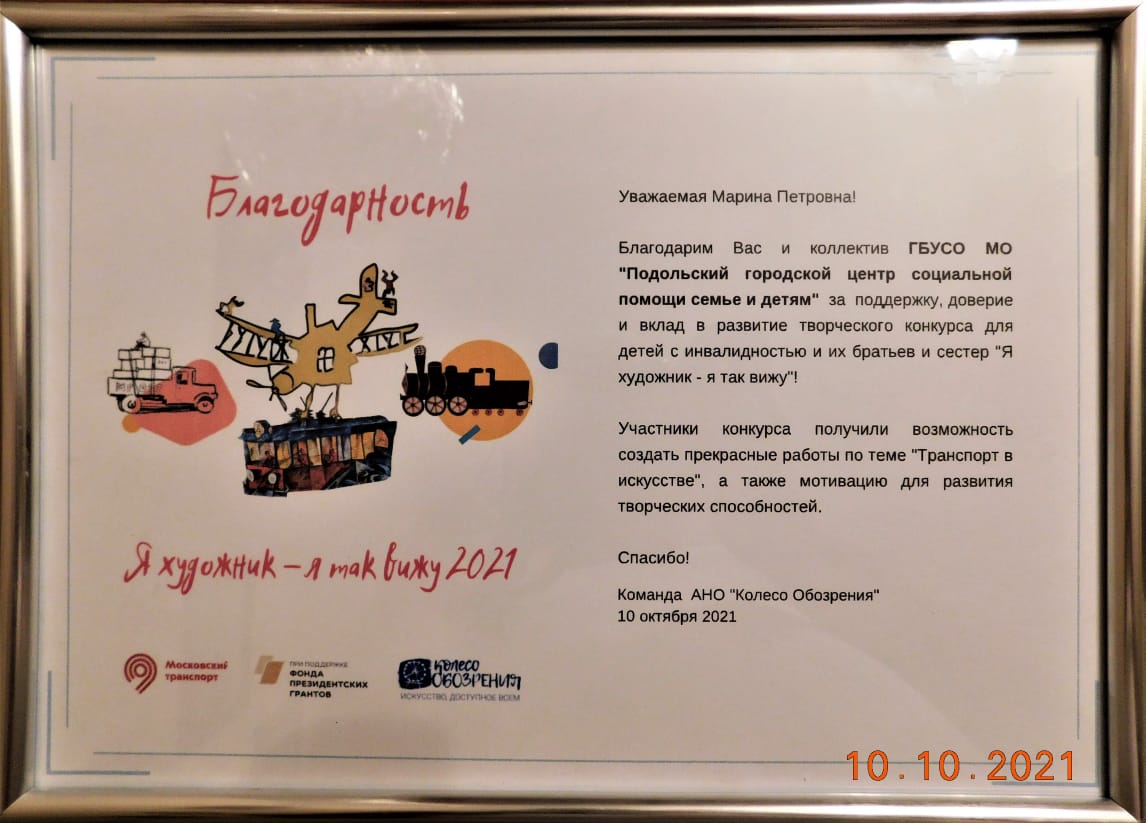 Благодарность
Я художник – я так вижу 2021
Московский
транспорт
ПРИ ПОДДЕРЖКЕ
ФОНДА
ПРЕЗИДЕНТСКИХ
ГРАНТОВ
КОЛЕСО
ОБОЗРЕНИЯ
ИСКУССТВО, ДОСТУПНОЕ ВСЕМ
Уважаемая Марина Петровна!
Благодарим Вас и коллектив ГБУСО МО
"Подольский городской центр социальной
помощи семье и детям" за поддержку, доверие
и вклад в развитие творческого конкурса для
детей с инвалидностью и их братьев и сестер "Я
художник - я так вижу"!
Участники конкурса получили возможность
создать прекрасные работы по теме "Транспорт в
искусстве", а также мотивацию для развития
творческих способностей.
Спасибо!
Команда АНО "Колесо Обозрения"
10 октября 2021
10.10.2021